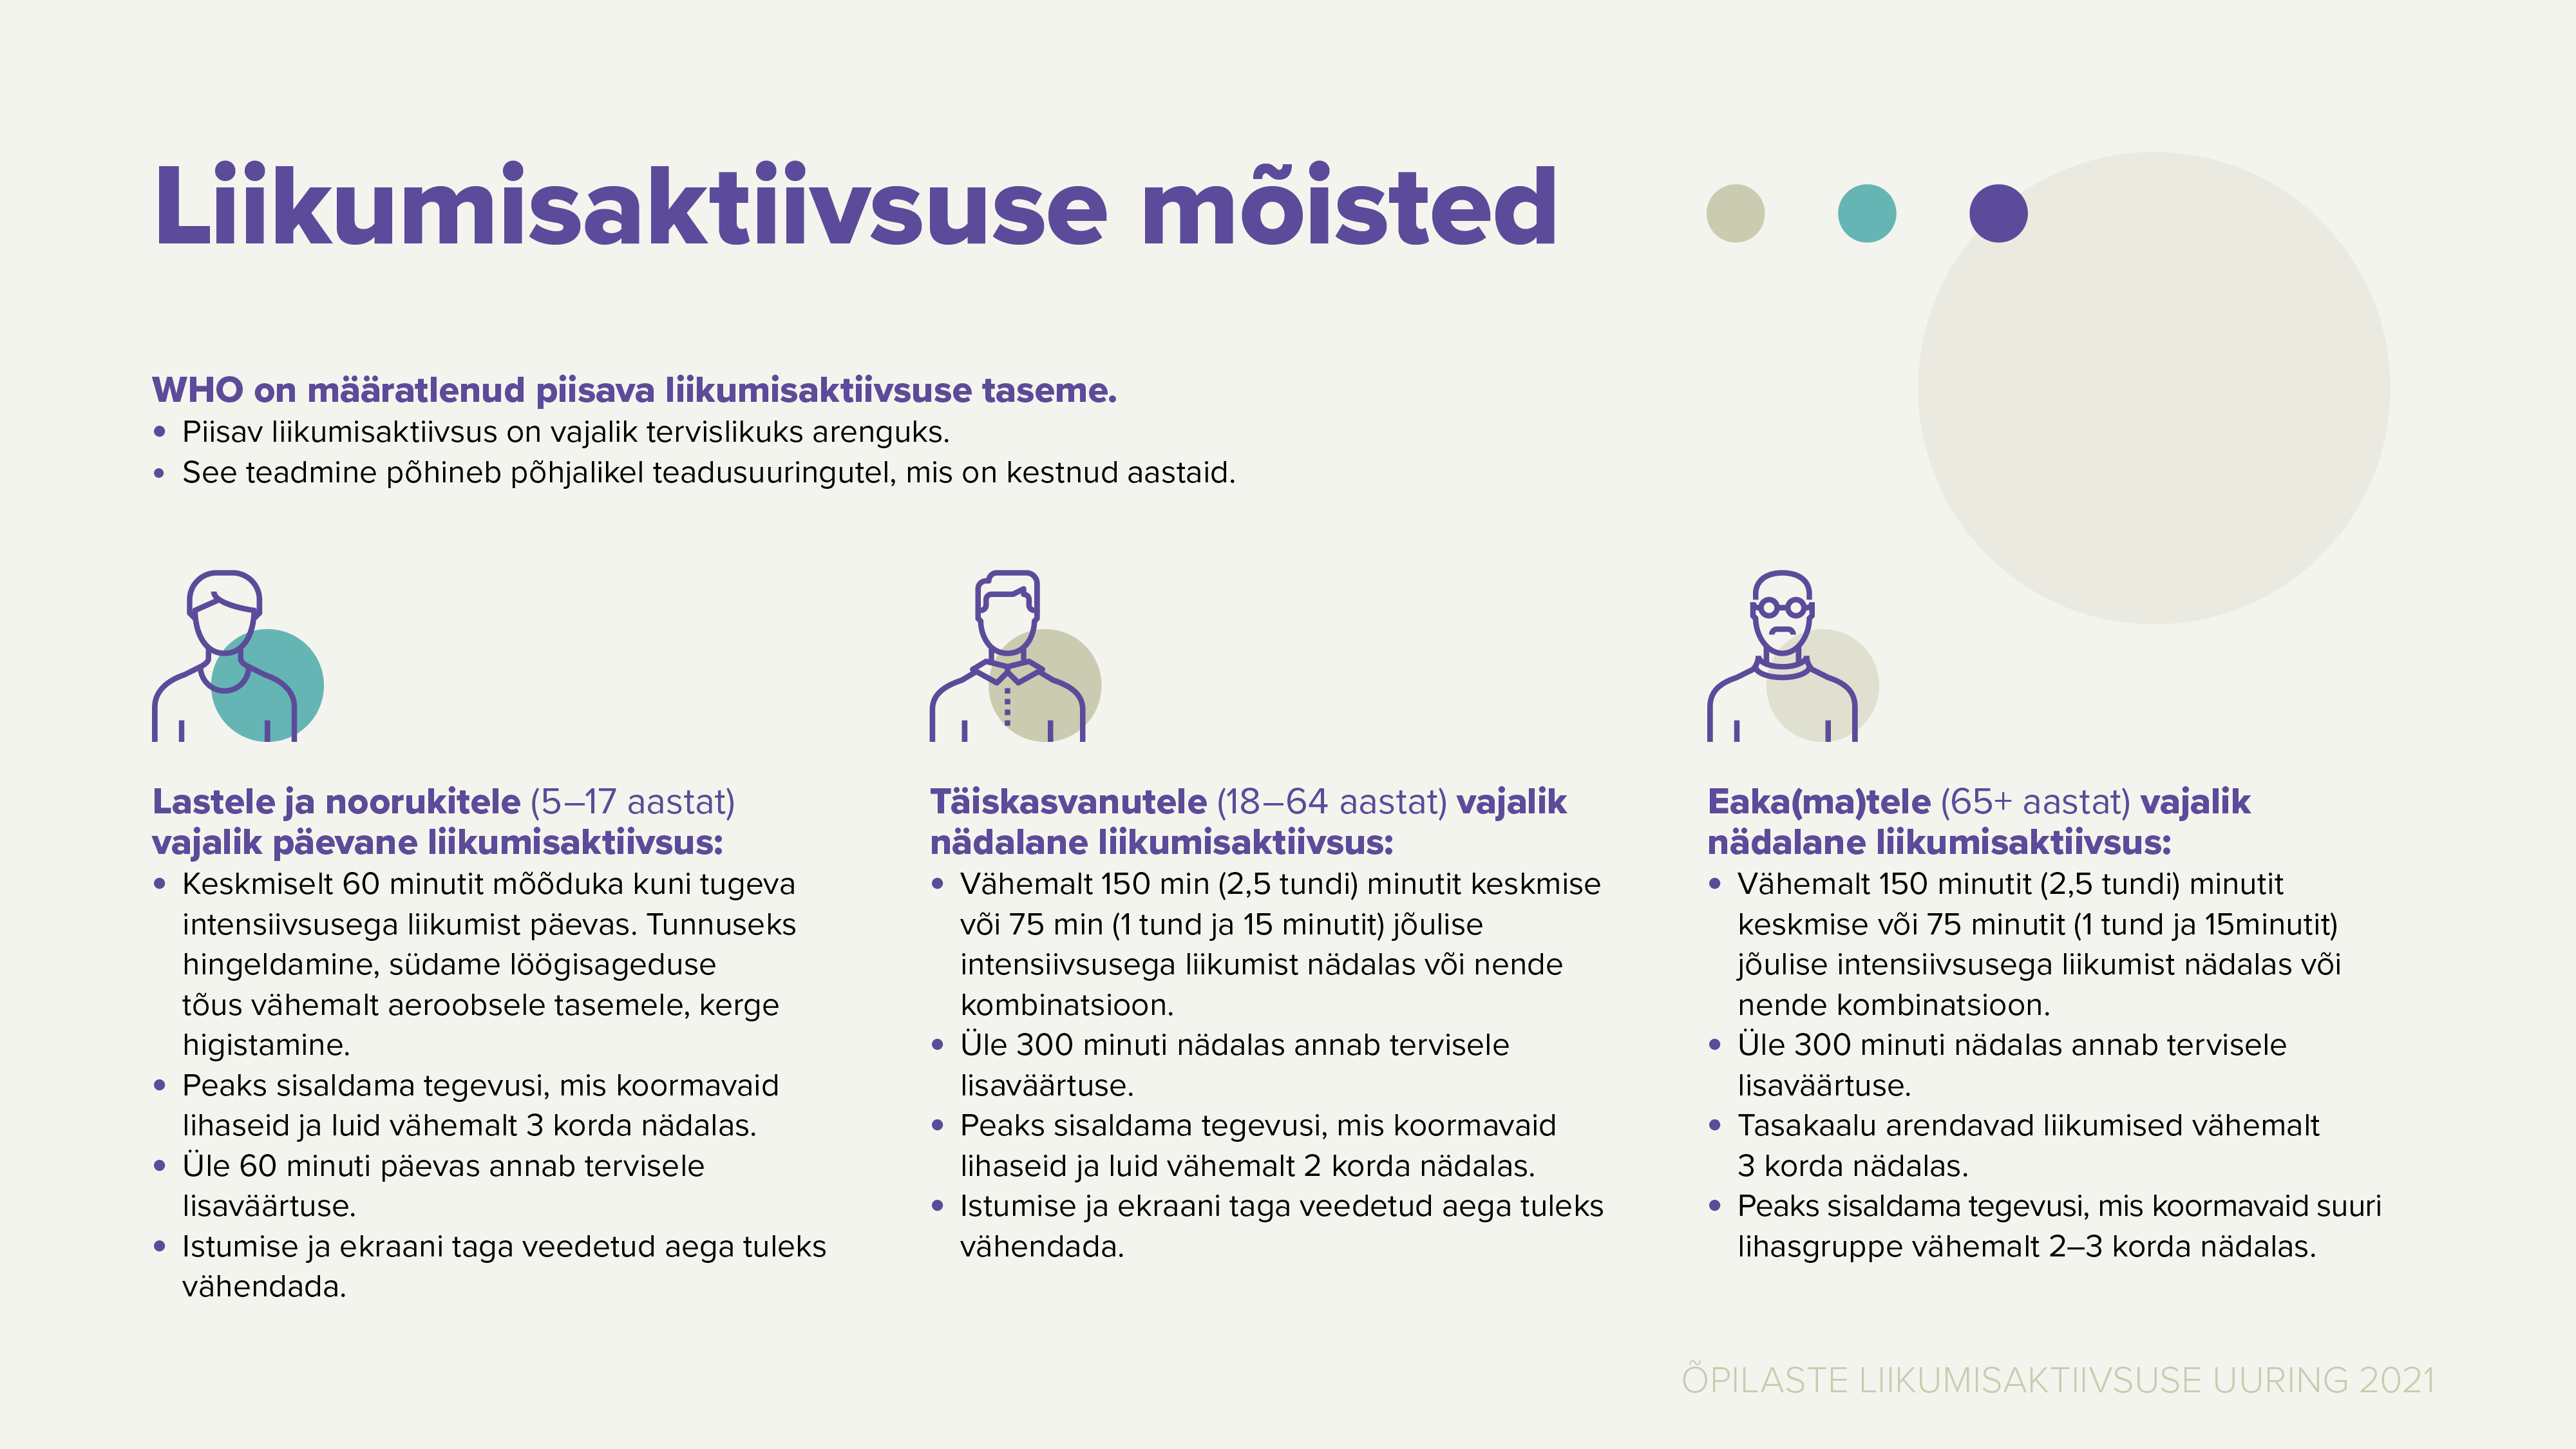 Liikumisaktiivsuse mõisted
WHO on määratlenud piisava liikumisaktiivsuse taseme.
• Piisav liikumisaktiivsus on vajalik tervislikuks arenguks.
• See teadmine põhineb põhjalikel teadusuuringutel, mis on kestnud aastaid.
Lastele ja noorukitele (5–17 aastat)
vajalik päevane liikumisaktiivsus:
• Keskmiselt 60 minutit mõõduka kuni tugeva
intensiivsusega liikumist päevas. Tunnuseks
hingeldamine, südame löögisageduse
tõus vähemalt aeroobsele tasemele, kerge
higistamine.
• Peaks sisaldama tegevusi, mis koormavaid
lihaseid ja luid vähemalt 3 korda nädalas.
• Üle 60 minuti päevas annab tervisele
lisaväärtuse.
• Istumise ja ekraani taga veedetud aega tuleks
vähendada.
Täiskasvanutele (18–64 aastat) vajalik
nädalane liikumisaktiivsus:
• Vähemalt 150 min (2,5 tundi) minutit keskmise
või 75 min (1 tund ja 15 minutit) jõulise
intensiivsusega liikumist nädalas või nende
kombinatsioon.
• Üle 300 minuti nädalas annab tervisele
lisaväärtuse.
• Peaks sisaldama tegevusi, mis koormavaid
lihaseid ja luid vähemalt 2 korda nädalas.
• Istumise ja ekraani taga veedetud aega tuleks
vähendada.
Eaka(ma)tele (65+ aastat) vajalik
nädalane liikumisaktiivsus:
• Vähemalt 150 minutit (2,5 tundi) minutit
keskmise või 75 minutit (1 tund ja 15minutit)
jõulise intensiivsusega liikumist nädalas või
nende kombinatsioon.
• Üle 300 minuti nädalas annab tervisele
lisaväärtuse.
• Tasakaalu arendavad liikumised vähemalt
3 korda nädalas.
• Peaks sisaldama tegevusi, mis koormavaid suuri
lihasgruppe vähemalt 2–3 korda nädalas.
ÕPILASTE LIIKUMISAKTIIVSUSE UURING 2021